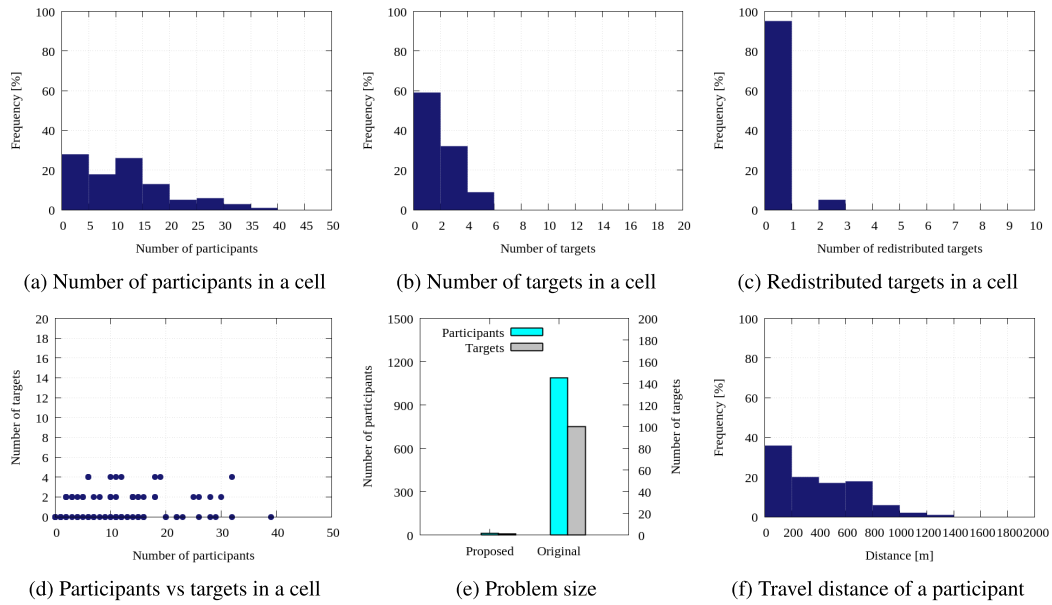 100
80
60
40
20
0
Frequency [%]
0 5 10 15 20 25 30 35 40 45 50
Number of participants
(a) Number of participants in a cell
100
80
60
40
20
0
Frequency [%]
0 2 4 6 8 10 12 14 16 18 20
Number of targets
(b) Number of targets in a cell
100
80
60
40
20
0
Frequency [%]
0 1 2 3 4 5 6 7 8 9 10
Number of redistributed targets
(c) Redistributed targets in a cell
20
18
16
14
12
10
8
6
4
2
0
Number of targets
0 10 20 30 40 50
Number of participants
(d) Participants vs targets in a cell
1500
1200
900
600
300
0
Number of participants
Participants
Targets
200
180
160
140
120
100
80
60
40
20
0
Number of targets
Proposed Original
(e) Problem size
100
80
60
40
20
0
Frequency [%]
0 200 400 600 800 1000 1200 1400 1600 1800 2000
Distance [m]
(f) Travel distance of a participant